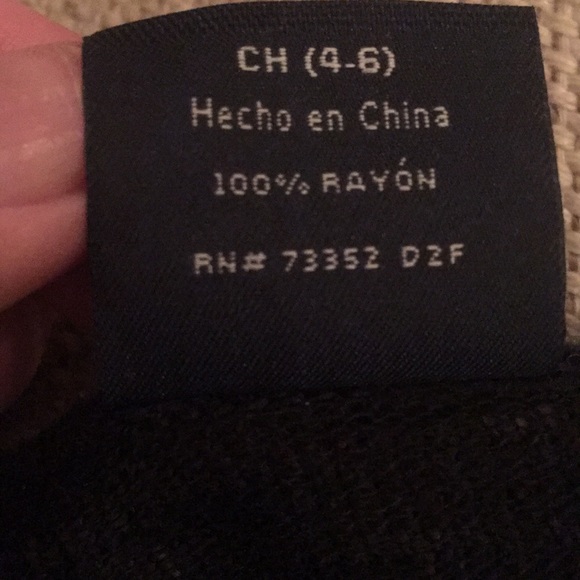 CH (4-6)
Hecho en China
100% RAYÓN
RN# 73352 D2F